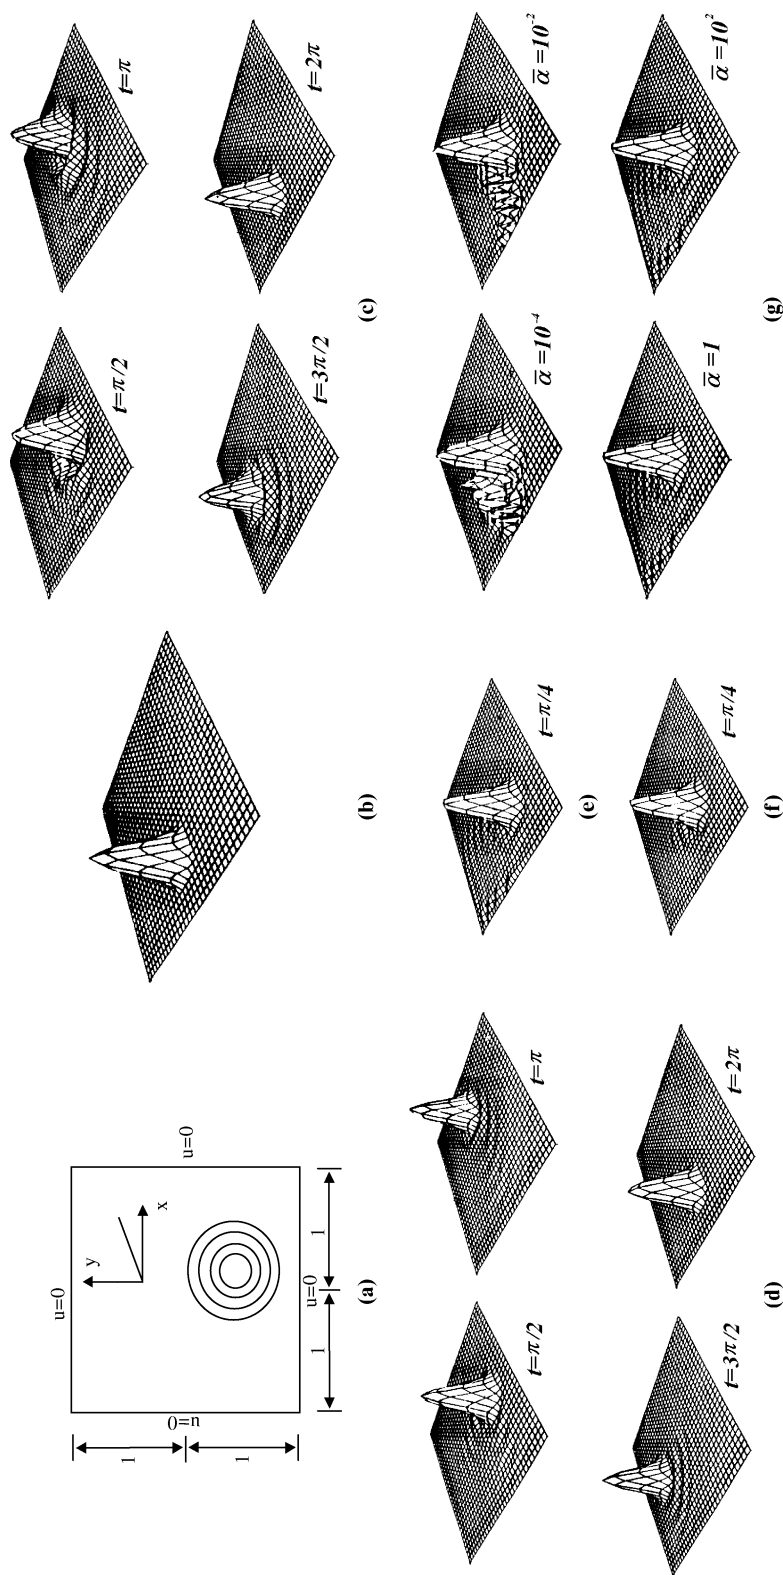 u=0
y
x
u=0
u=0
u=0
1
1
1
1
(a)
(b)
t=π/2
t=π
t=3π/2
t=2π
(c)
t=π/2
t=π
t=3π/2
t=2π
(d)
t=π/4
(e)
t=π/4
(f)
ᾱ=10⁻⁴
ᾱ=10⁻²
ᾱ=1
ᾱ=10²
(g)